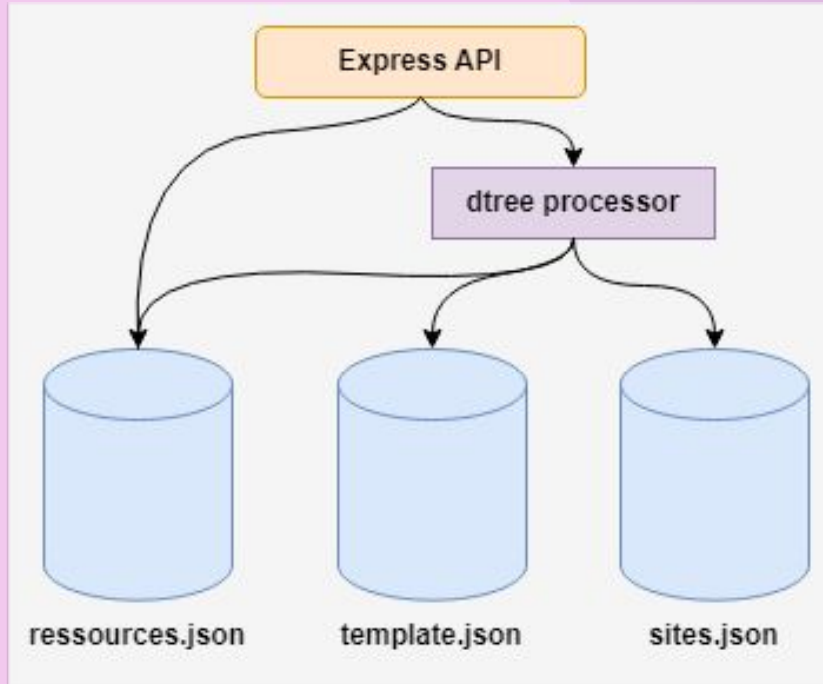 Express API
dtree processor
ressources.json
template.json
sites.json